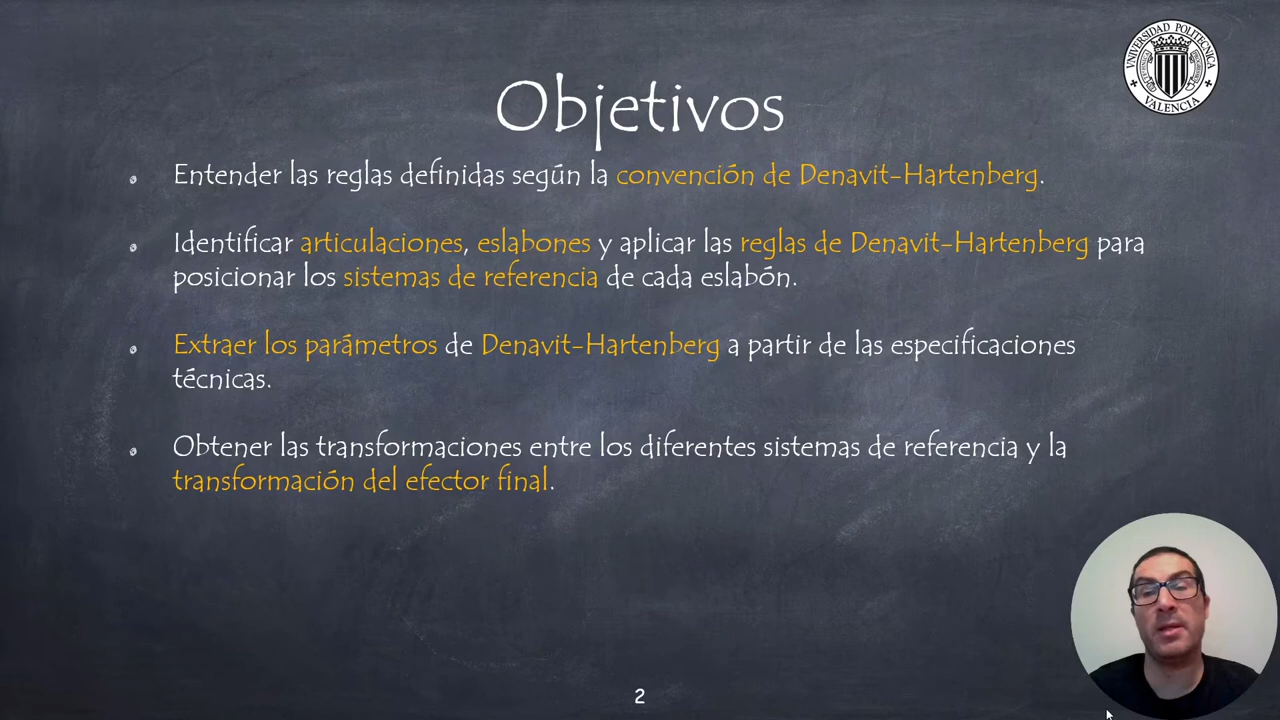 UNIVERSIDAD POLITECNICA
VALENCIA
Objetivos
Entender las reglas definidas según la convención de Denavit-Hartenberg.
Identificar articulaciones, eslabones y aplicar las reglas de Denavit-Hartenberg para
posicionar los sistemas de referencia de cada eslabón.
Extraer los parámetros de Denavit-Hartenberg a partir de las especificaciones
técnicas.
Obtener las transformaciones entre los diferentes sistemas de referencia y la
transformación del efector final.
2